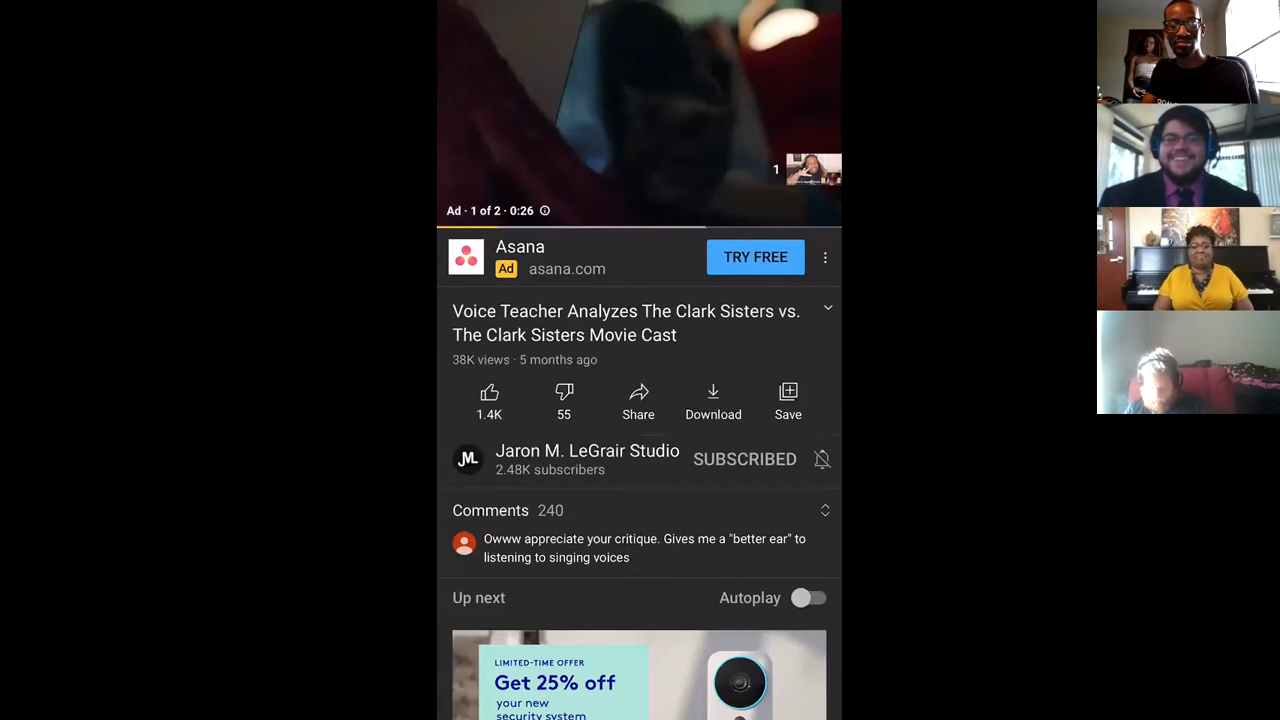 1
Ad · 1 of 2 · 0:26
Asana
Ad asana.com
TRY FREE
Voice Teacher Analyzes The Clark Sisters vs.
The Clark Sisters Movie Cast
38K views · 5 months ago
1.4K
55
Share
Download
Save
JML
Jaron M. LeGrair Studio
2.48K subscribers
SUBSCRIBED
Comments 240
Owww appreciate your critique. Gives me a "better ear" to
listening to singing voices
Up next
Autoplay
LIMITED-TIME OFFER
Get 25% off
your new
security system